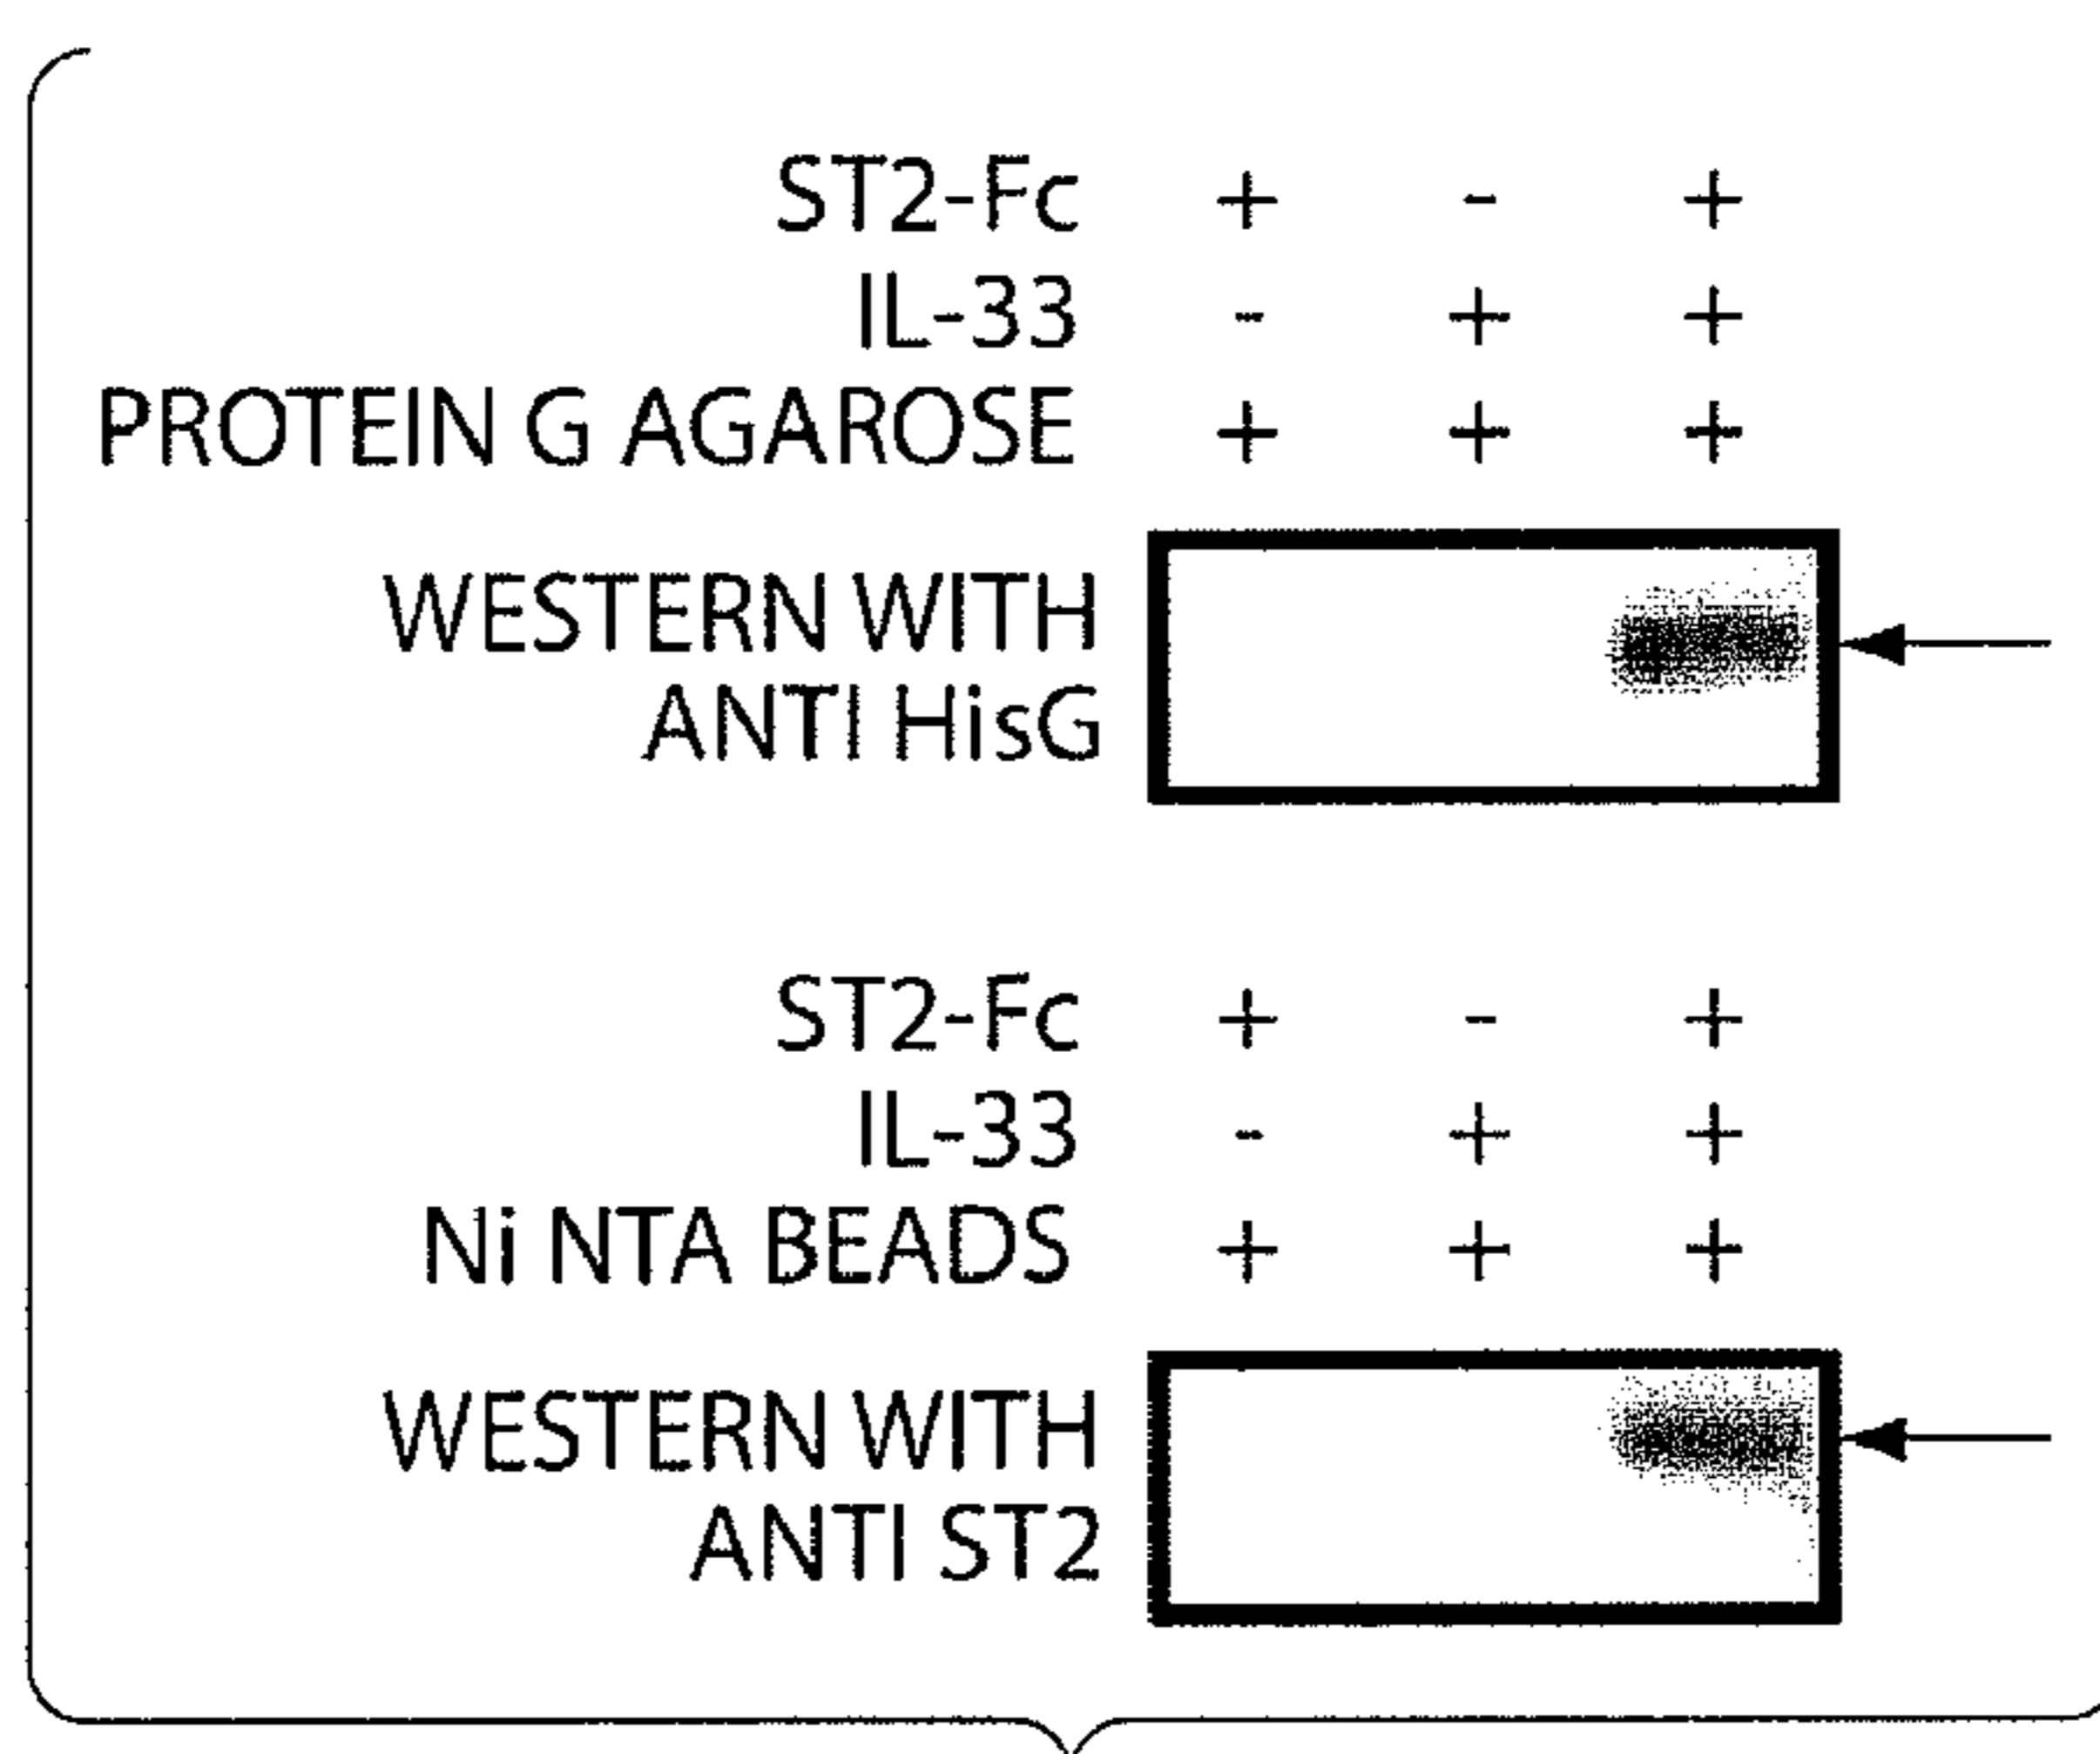 ST2-Fc + - +
IL-33 - + +
PROTEIN G AGAROSE + + +
WESTERN WITH
ANTI HisG
ST2-Fc + - +
IL-33 - + +
Ni NTA BEADS + + +
WESTERN WITH
ANTI ST2